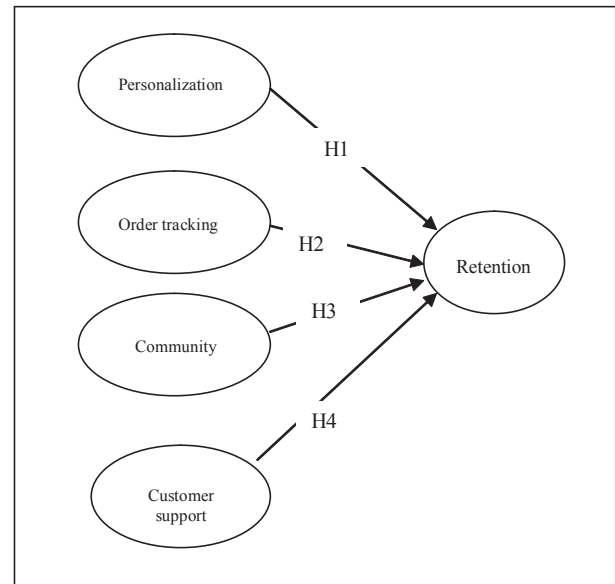 Personalization
H1
Order tracking
H2
Retention
H3
Community
H4
Customer
support